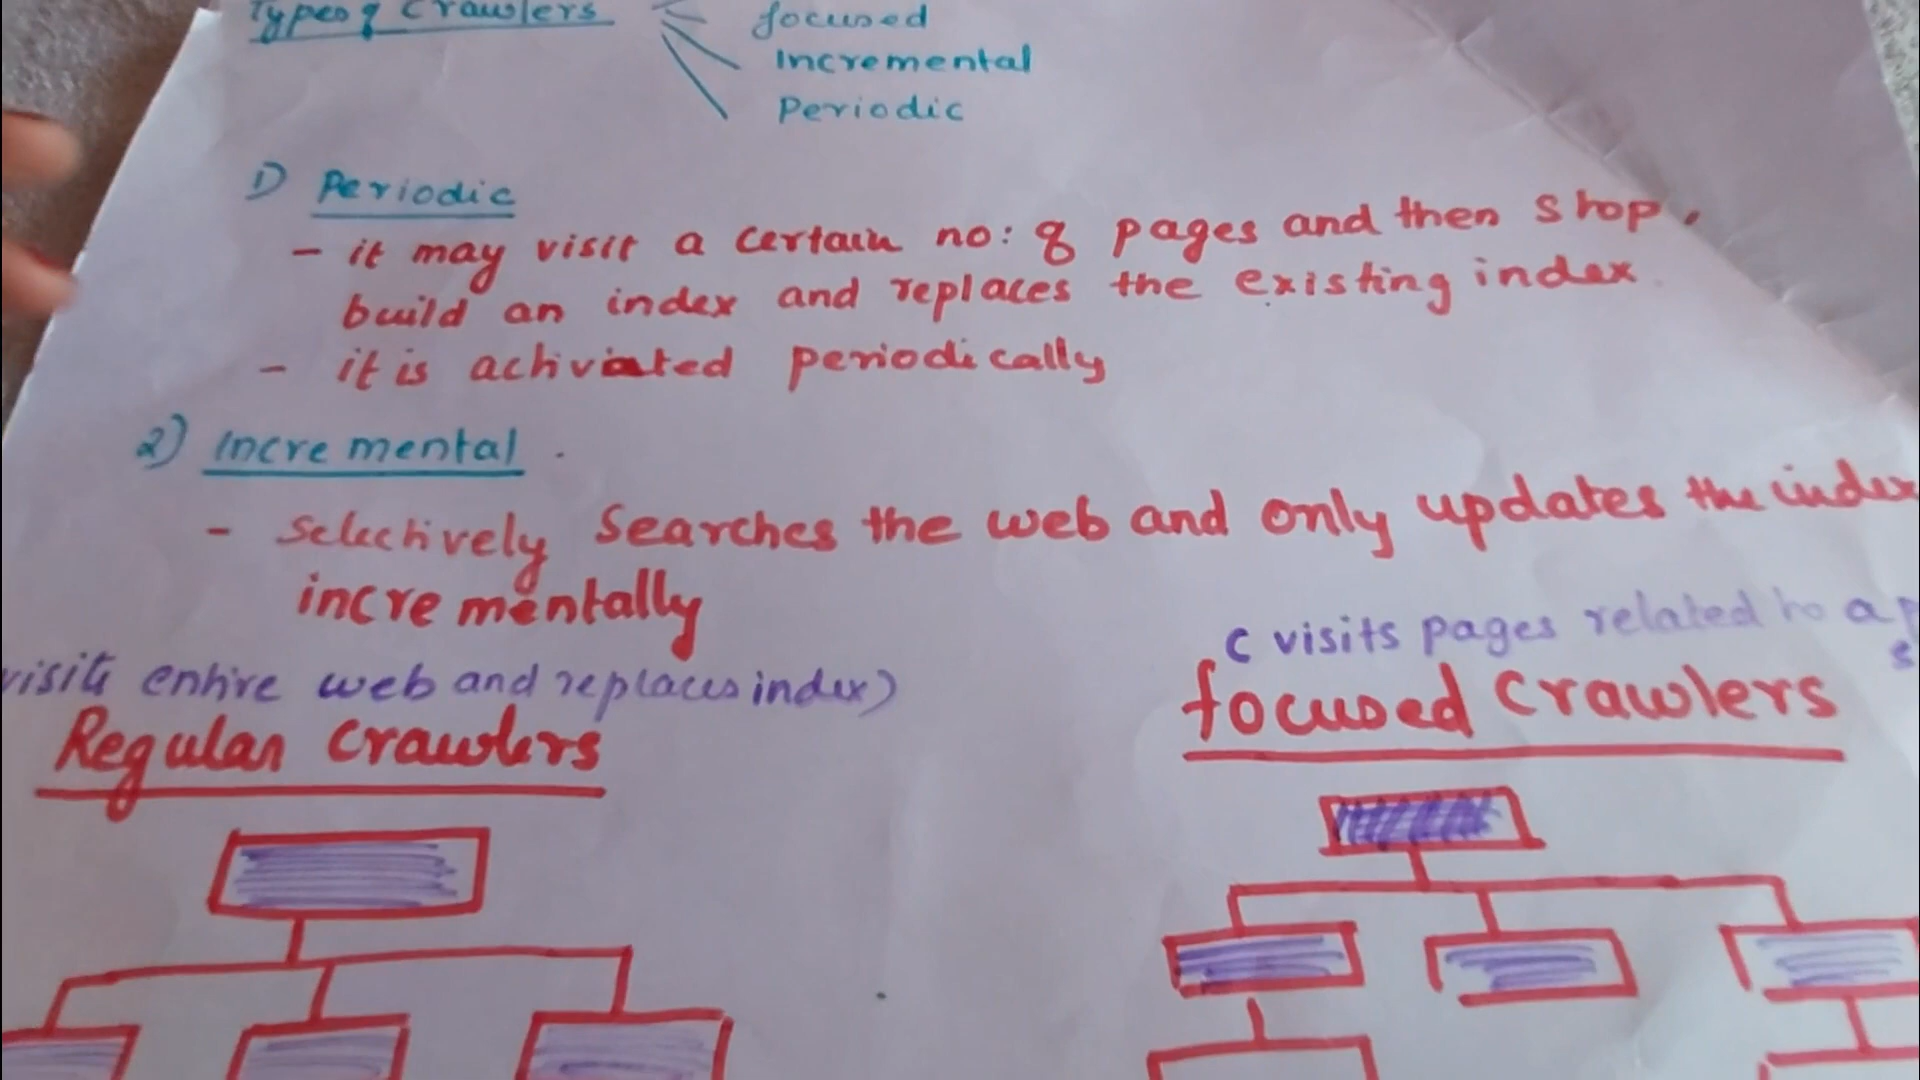 Types of Crawlers
focused
Incremental
Periodic
1) Periodic
- it may visit a certain no: of pages and then stop.
build an index and replaces the existing index.
- it is activated periodically
2) Incremental
- Selectively Searches the web and only updates the index
incrementally
visits entire web and replaces index)
Regular Crawlers
( visits pages related to a
focused Crawlers